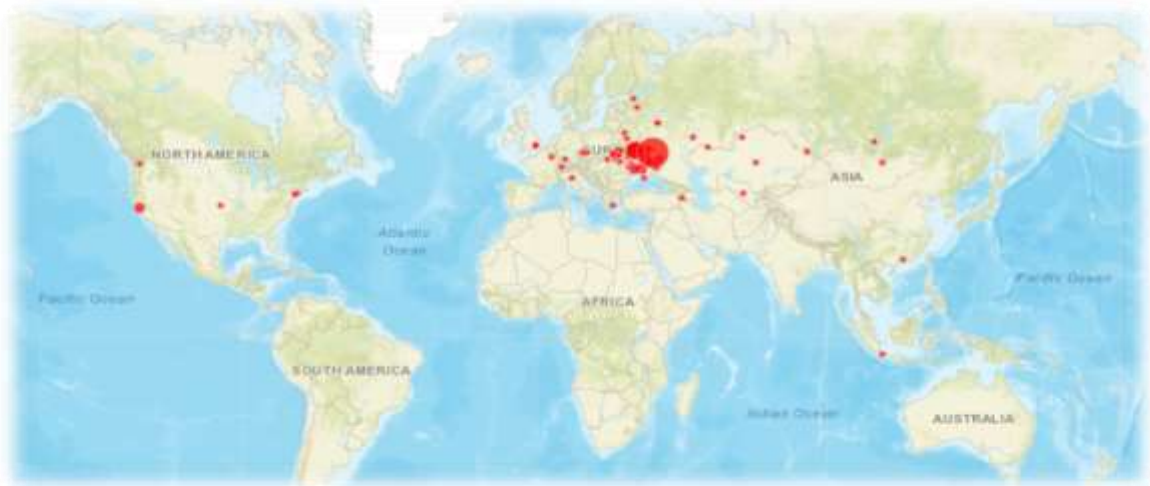 NORTH AMERICA
ASIA
Atlantic
Ocean
Pacific Ocean
Pacific Ocean
AFRICA
SOUTH AMERICA
Indian Ocean
AUSTRALIA